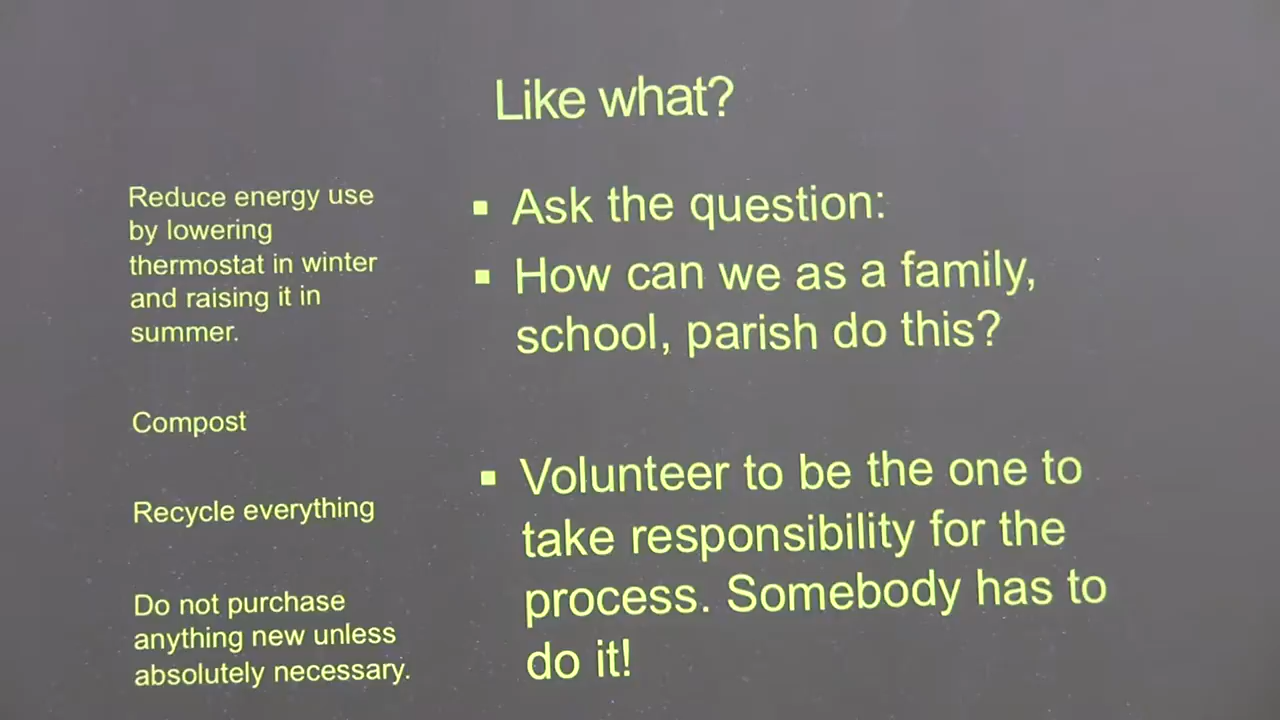 Like what?
Reduce energy use
by lowering
thermostat in winter
and raising it in
summer.
Compost
Recycle everything
Do not purchase
anything new unless
absolutely necessary.
▪ Ask the question:
▪ How can we as a family,
school, parish do this?
▪ Volunteer to be the one to
take responsibility for the
process. Somebody has to
do it!